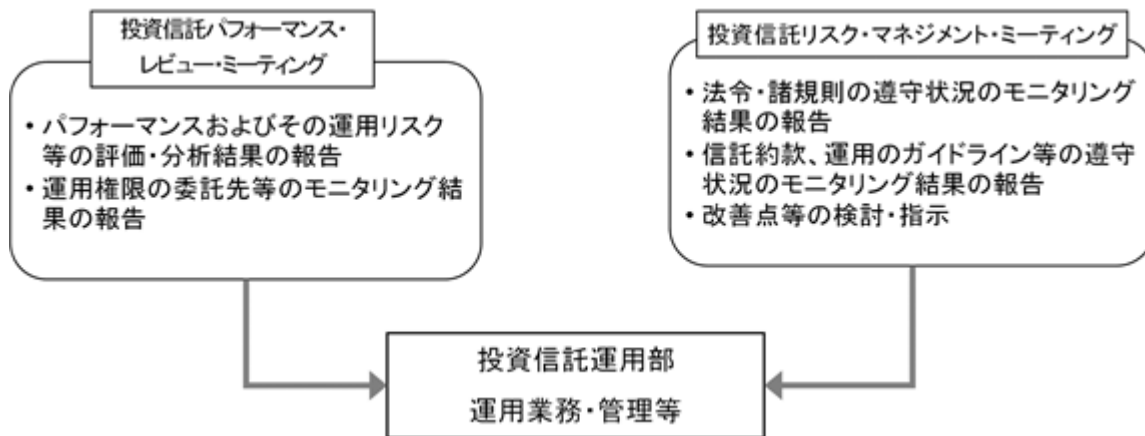 投資信託パフォーマンス・
レビュー・ミーティング
・パフォーマンスおよびその運用リスク
等の評価・分析結果の報告
・運用権限の委託先等のモニタリング結
果の報告
投資信託リスク・マネジメント・ミーティング
・法令・諸規則の遵守状況のモニタリング
結果の報告
・信託約款、運用のガイドライン等の遵守
状況のモニタリング結果の報告
・改善点等の検討・指示
投資信託運用部
運用業務・管理等